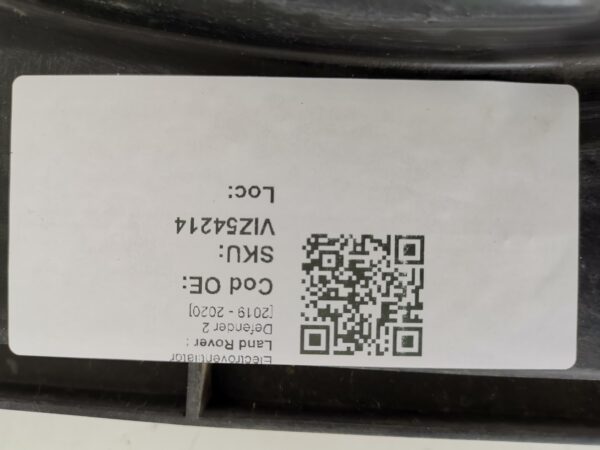 Electroventilator
Land Rover :
Defender 2
[2019 - 2020]
Cod OE:
SKU:
VIZ54214
Loc: